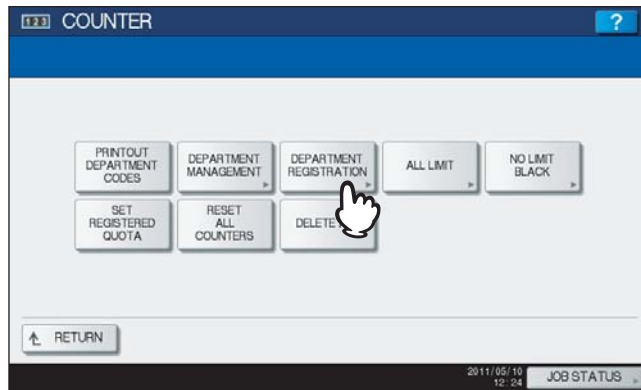 123 COUNTER
?
PRINTOUT
DEPARTMENT
CODES
DEPARTMENT
MANAGEMENT
DEPARTMENT
REGISTRATION
ALL LIMIT
NO LIMIT
BLACK
SET
REGISTERED
QUOTA
RESET
ALL
COUNTERS
DELETE
RETURN
2011/05/10
12:24
JOB STATUS